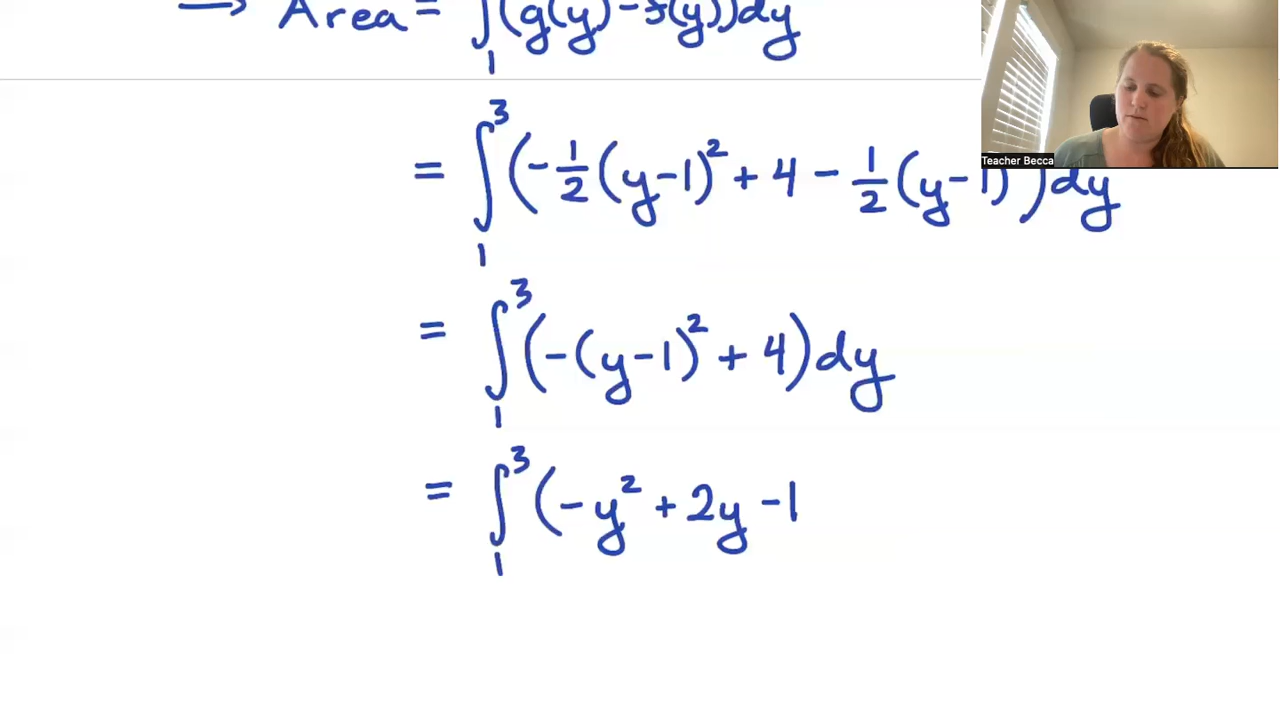 → Area = ∫₁ (g(y) - f(y)) dy
= ∫₁³ (-½(y-1)² + 4 - ½(y-1) ) dy
Teacher Becca
= ∫₁³ (-(y-1)² + 4) dy
= ∫₁³ (-y² + 2y - 1